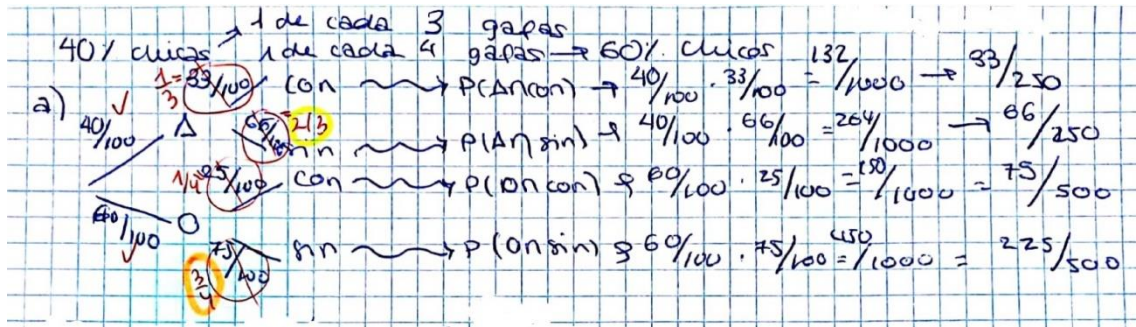 1 de cada 3 gafas
40% chicas 1 de cada 4 gafas → 60% chicos
a) 40/100 ✓ Δ 1/3 = 33/100 con → P(Δ∩con) → 40/100 · 33/100 = 132/1000 → 33/250
66/100 = 2/3 sin → P(Δ∩sin) → 40/100 · 66/100 = 264/1000 → 66/250
1/4 = 25/100 con → P(O∩con) → 60/100 · 25/100 = 150/1000 = 75/500
60/100 ✓ O 75/100 sin → P(O∩sin) → 60/100 · 75/100 = 450/1000 = 225/500
3/4